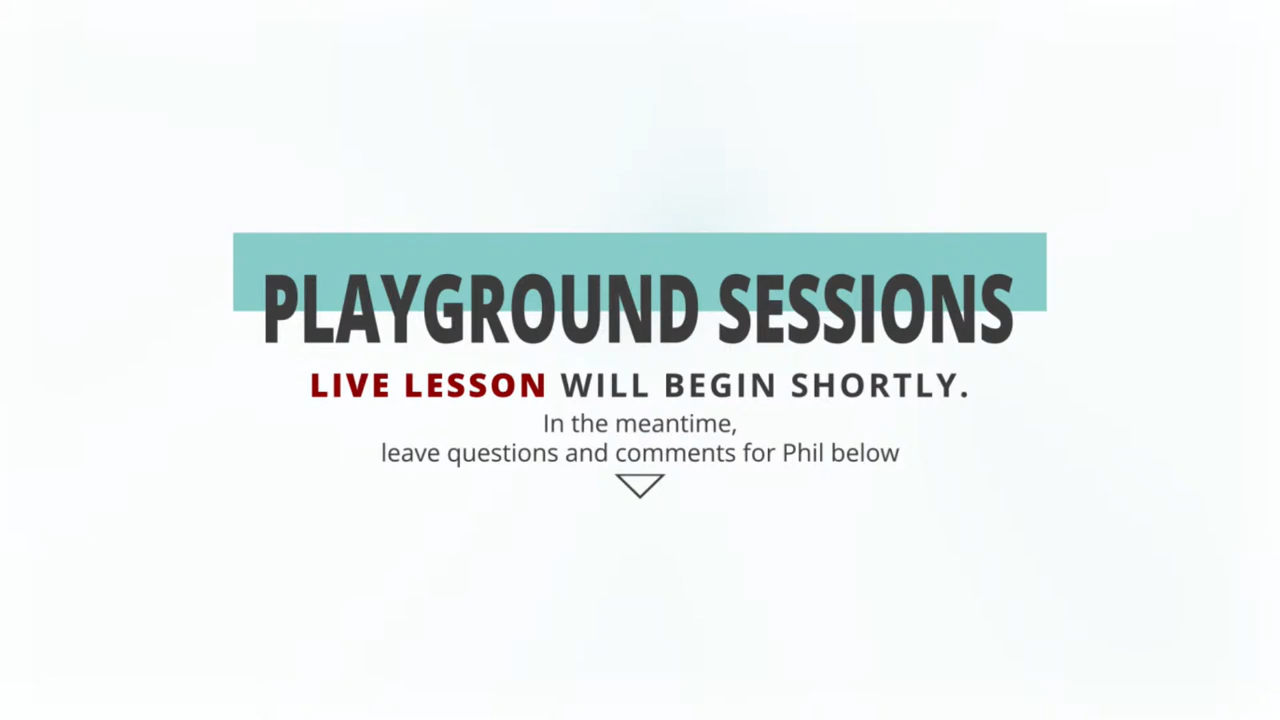 PLAYGROUND SESSIONS
LIVE LESSON WILL BEGIN SHORTLY.
In the meantime,
leave questions and comments for Phil below